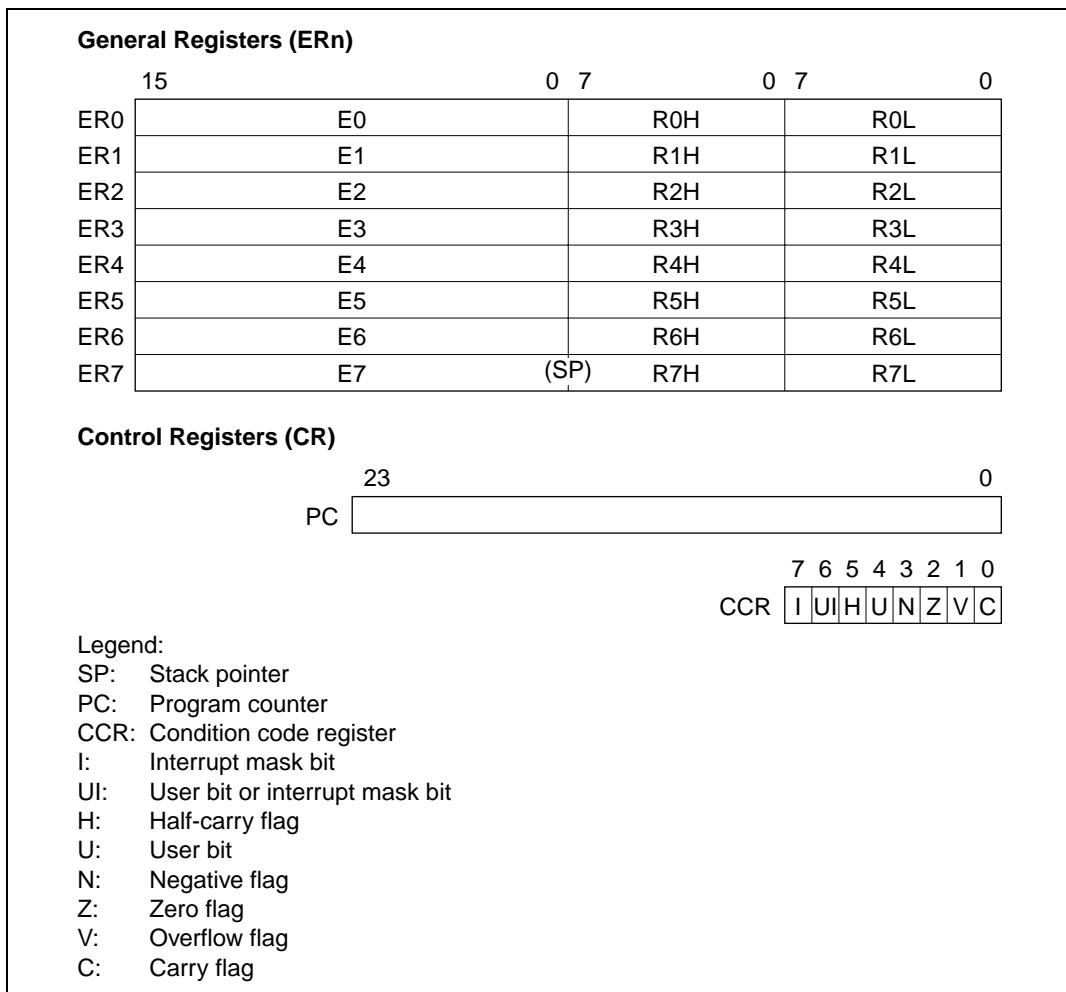 General Registers (ERn)
15 0 7 0 7 0
ER0 E0 R0H R0L
ER1 E1 R1H R1L
ER2 E2 R2H R2L
ER3 E3 R3H R3L
ER4 E4 R4H R4L
ER5 E5 R5H R5L
ER6 E6 R6H R6L
ER7 E7 (SP) R7H R7L
Control Registers (CR)
23 0
PC
7 6 5 4 3 2 1 0
CCR I UI H U N Z V C
Legend:
SP: Stack pointer
PC: Program counter
CCR: Condition code register
I: Interrupt mask bit
UI: User bit or interrupt mask bit
H: Half-carry flag
U: User bit
N: Negative flag
Z: Zero flag
V: Overflow flag
C: Carry flag